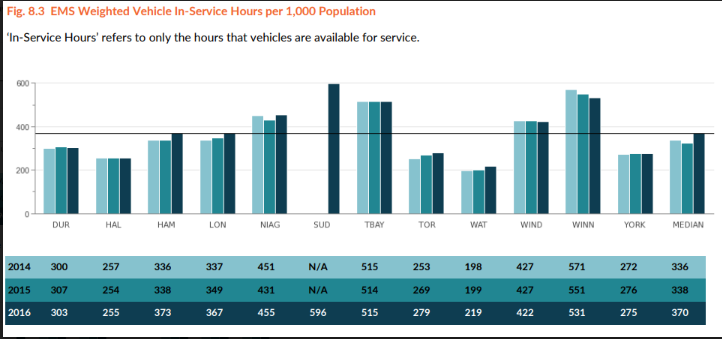 Fig. 8.3 EMS Weighted Vehicle In-Service Hours per 1,000 Population
'In-Service Hours' refers to only the hours that vehicles are available for service.
600
400
200
0
DUR HAL HAM LON NIAG SUD TBAY TOR WAT WIND WINN YORK MEDIAN
2014 300 257 336 337 451 N/A 515 253 198 427 571 272 336
2015 307 254 338 349 431 N/A 514 269 199 427 551 276 338
2016 303 255 373 367 455 596 515 279 219 422 531 275 370